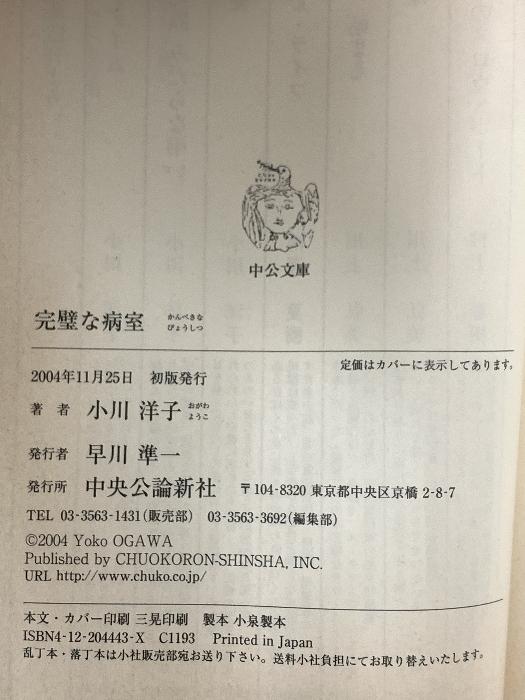 中公文庫
完璧な病室 かんぺきな びょうしつ
定価はカバーに表示してあります。
2004年11月25日 初版発行
著者 小川洋子 おがわ ようこ
発行者 早川準一
発行所 中央公論新社 〒104-8320 東京都中央区京橋 2-8-7
TEL 03-3563-1431(販売部) 03-3563-3692(編集部)
©2004 Yoko OGAWA
Published by CHUOKORON-SHINSHA, INC.
URL http://www.chuko.co.jp/
本文・カバー印刷 三晃印刷 製本 小泉製本
ISBN4-12-204443-X C1193 Printed in Japan
乱丁本・落丁本は小社販売部宛お送り下さい。送料小社負担にてお取り替えいたします。